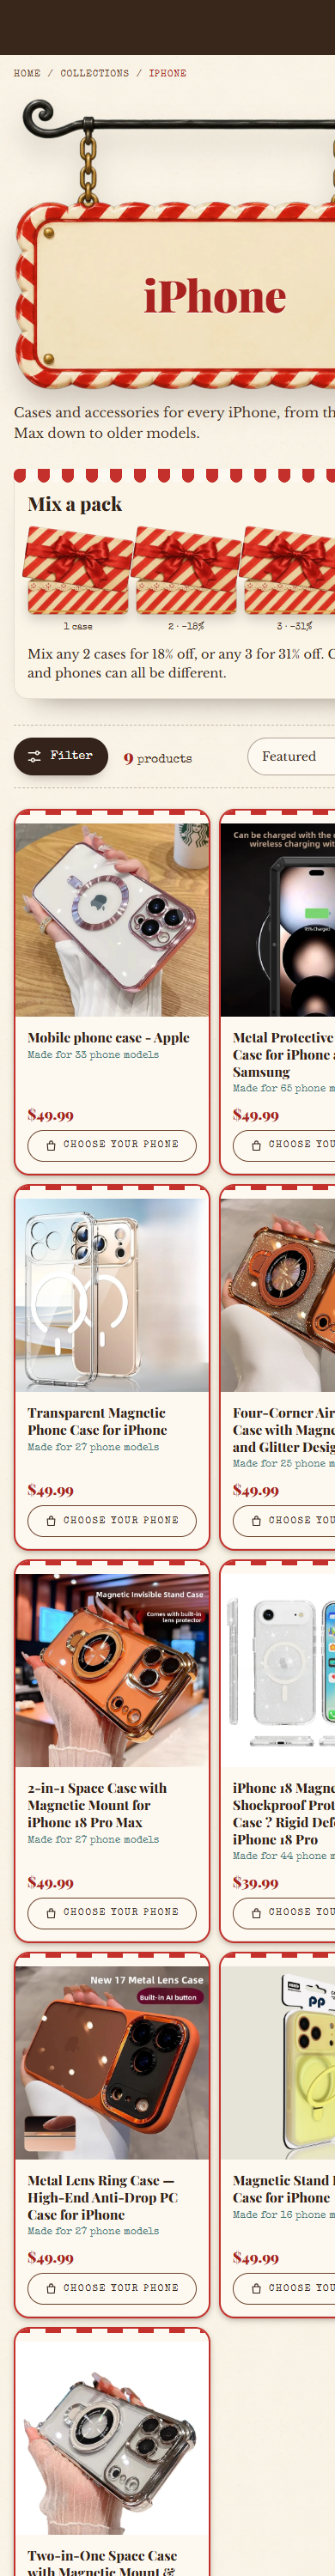 HOME / COLLECTIONS / IPHONE
iPhone
Cases and accessories for every iPhone, from th
Max down to older models.
Mix a pack
1 case
2 · -18%
3 · -31%
Mix any 2 cases for 18% off, or any 3 for 31% off. C
and phones can all be different.
Filter
9 products
Featured
Can be charged with the
wireless charging wit
Mobile phone case - Apple
Made for 33 phone models
$49.99
CHOOSE YOUR PHONE
Metal Protective
Case for iPhone a
Samsung
Made for 65 phone m
$49.99
CHOOSE YOU
Transparent Magnetic
Phone Case for iPhone
Made for 27 phone models
$49.99
CHOOSE YOUR PHONE
Four-Corner Air
Case with Magne
and Glitter Desig
Made for 25 phone m
$49.99
CHOOSE YOU
Magnetic Invisible Stand Case
Comes with built-in
lens protector
2-in-1 Space Case with
Magnetic Mount for
iPhone 18 Pro Max
Made for 27 phone models
$49.99
CHOOSE YOUR PHONE
iPhone 18 Magne
Shockproof Prot
Case ? Rigid Defe
iPhone 18 Pro
Made for 44 phone m
$39.99
CHOOSE YOU
New 17 Metal Lens Case
Built-in AI button
Metal Lens Ring Case —
High-End Anti-Drop PC
Case for iPhone
Made for 27 phone models
$49.99
CHOOSE YOUR PHONE
PP
Magnetic Stand
Case for iPhone
Made for 16 phone m
$49.99
CHOOSE YOU
Two-in-One Space Case
with Magnetic Mount &